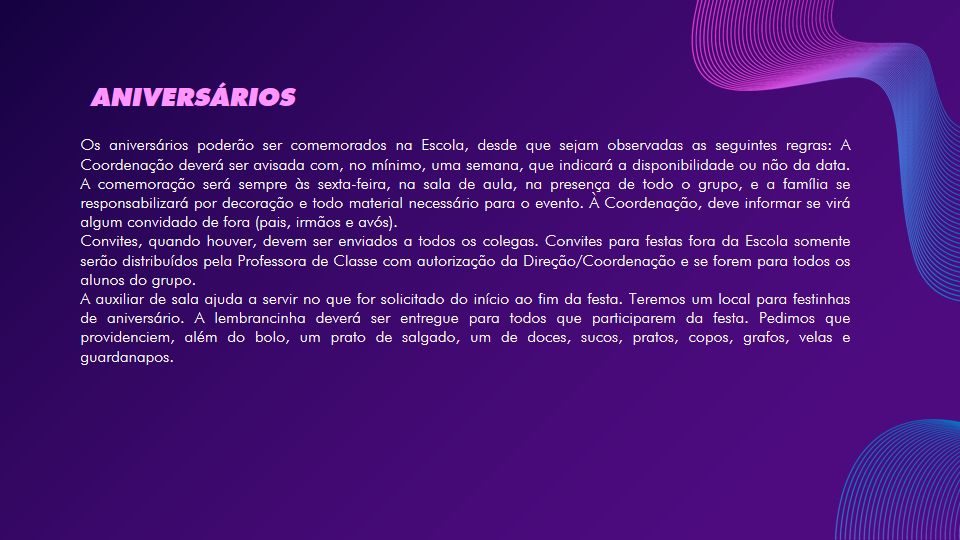 ANIVERSÁRIOS
Os aniversários poderão ser comemorados na Escola, desde que sejam observadas as seguintes regras: A
Coordenação deverá ser avisada com, no mínimo, uma semana, que indicará a disponibilidade ou não da data.
A comemoração será sempre às sexta-feira, na sala de aula, na presença de todo o grupo, e a família se
responsabilizará por decoração e todo material necessário para o evento. À Coordenação, deve informar se virá
algum convidado de fora (pais, irmãos e avós).
Convites, quando houver, devem ser enviados a todos os colegas. Convites para festas fora da Escola somente
serão distribuídos pela Professora de Classe com autorização da Direção/Coordenação e se forem para todos os
alunos do grupo.
A auxiliar de sala ajuda a servir no que for solicitado do início ao fim da festa. Teremos um local para festinhas
de aniversário. A lembrancinha deverá ser entregue para todos que participarem da festa. Pedimos que
providenciem, além do bolo, um prato de salgado, um de doces, sucos, pratos, copos, grafos, velas e
guardanapos.